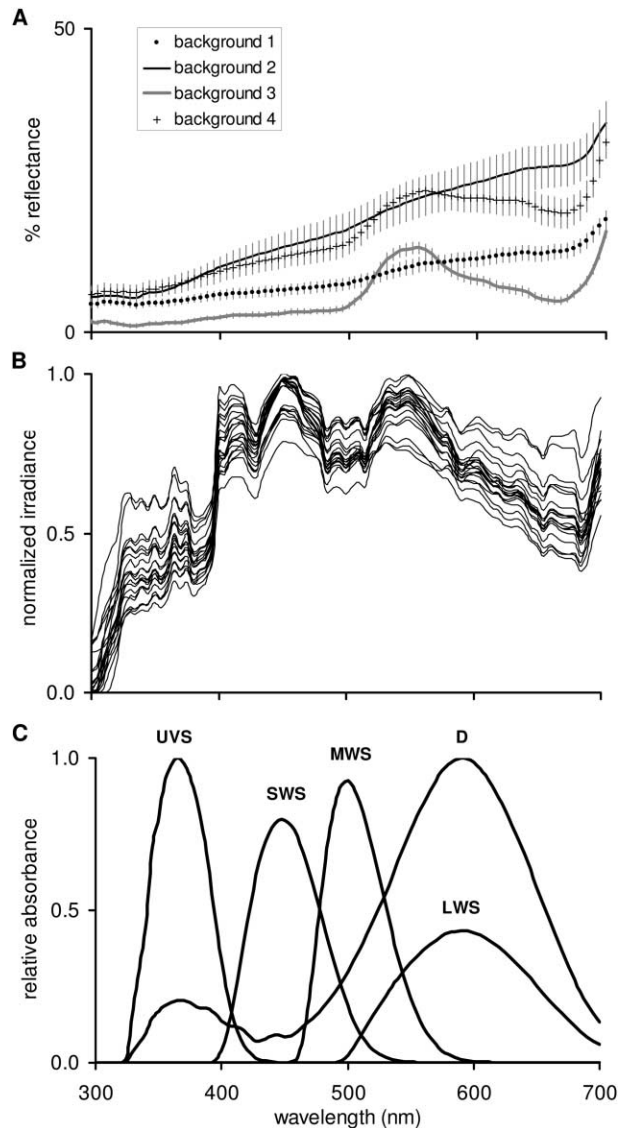 A
50
background 1
background 2
background 3
background 4
% reflectance
0
B
1.0
normalized irradiance
0.5
0.0
C
UVS
SWS
MWS
D
LWS
1.0
relative absorbance
0.5
0.0
300 400 500 600 700
wavelength (nm)